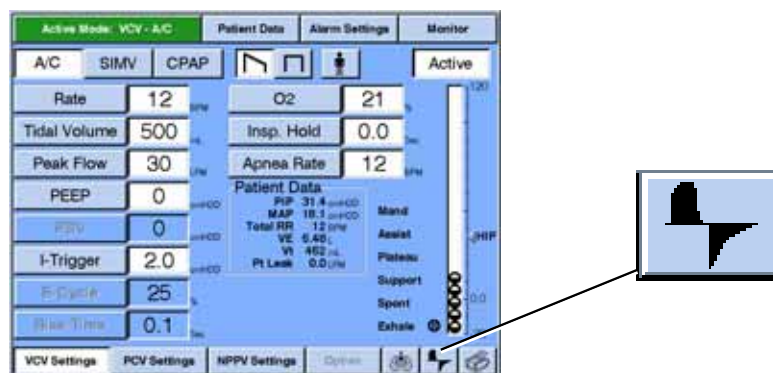 Active Mode: VCV - A/C Patient Data Alarm Settings Monitor
A/C SIMV CPAP Active
120
Rate 12 BPM O2 21 %
Tidal Volume 500 mL Insp. Hold 0.0 Sec
Peak Flow 30 LPM Apnea Rate 12 BPM
PEEP 0 cmH2O Patient Data
PIP 31.4 cmH2O
MAP 18.1 cmH2O
Total RR 12 BPM
VE 5.48 L
Vt 462 mL
Pt Leak 0.0 LPM
PSV 0 cmH2O
I-Trigger 2.0 cmH2O
E-Cycle 25 %
Rise Time 0.1 Sec
Mand
Assist
Plateau
Support
Spont
Exhale
HIP
0.0
VCV Settings PCV Settings NPPV Settings Option